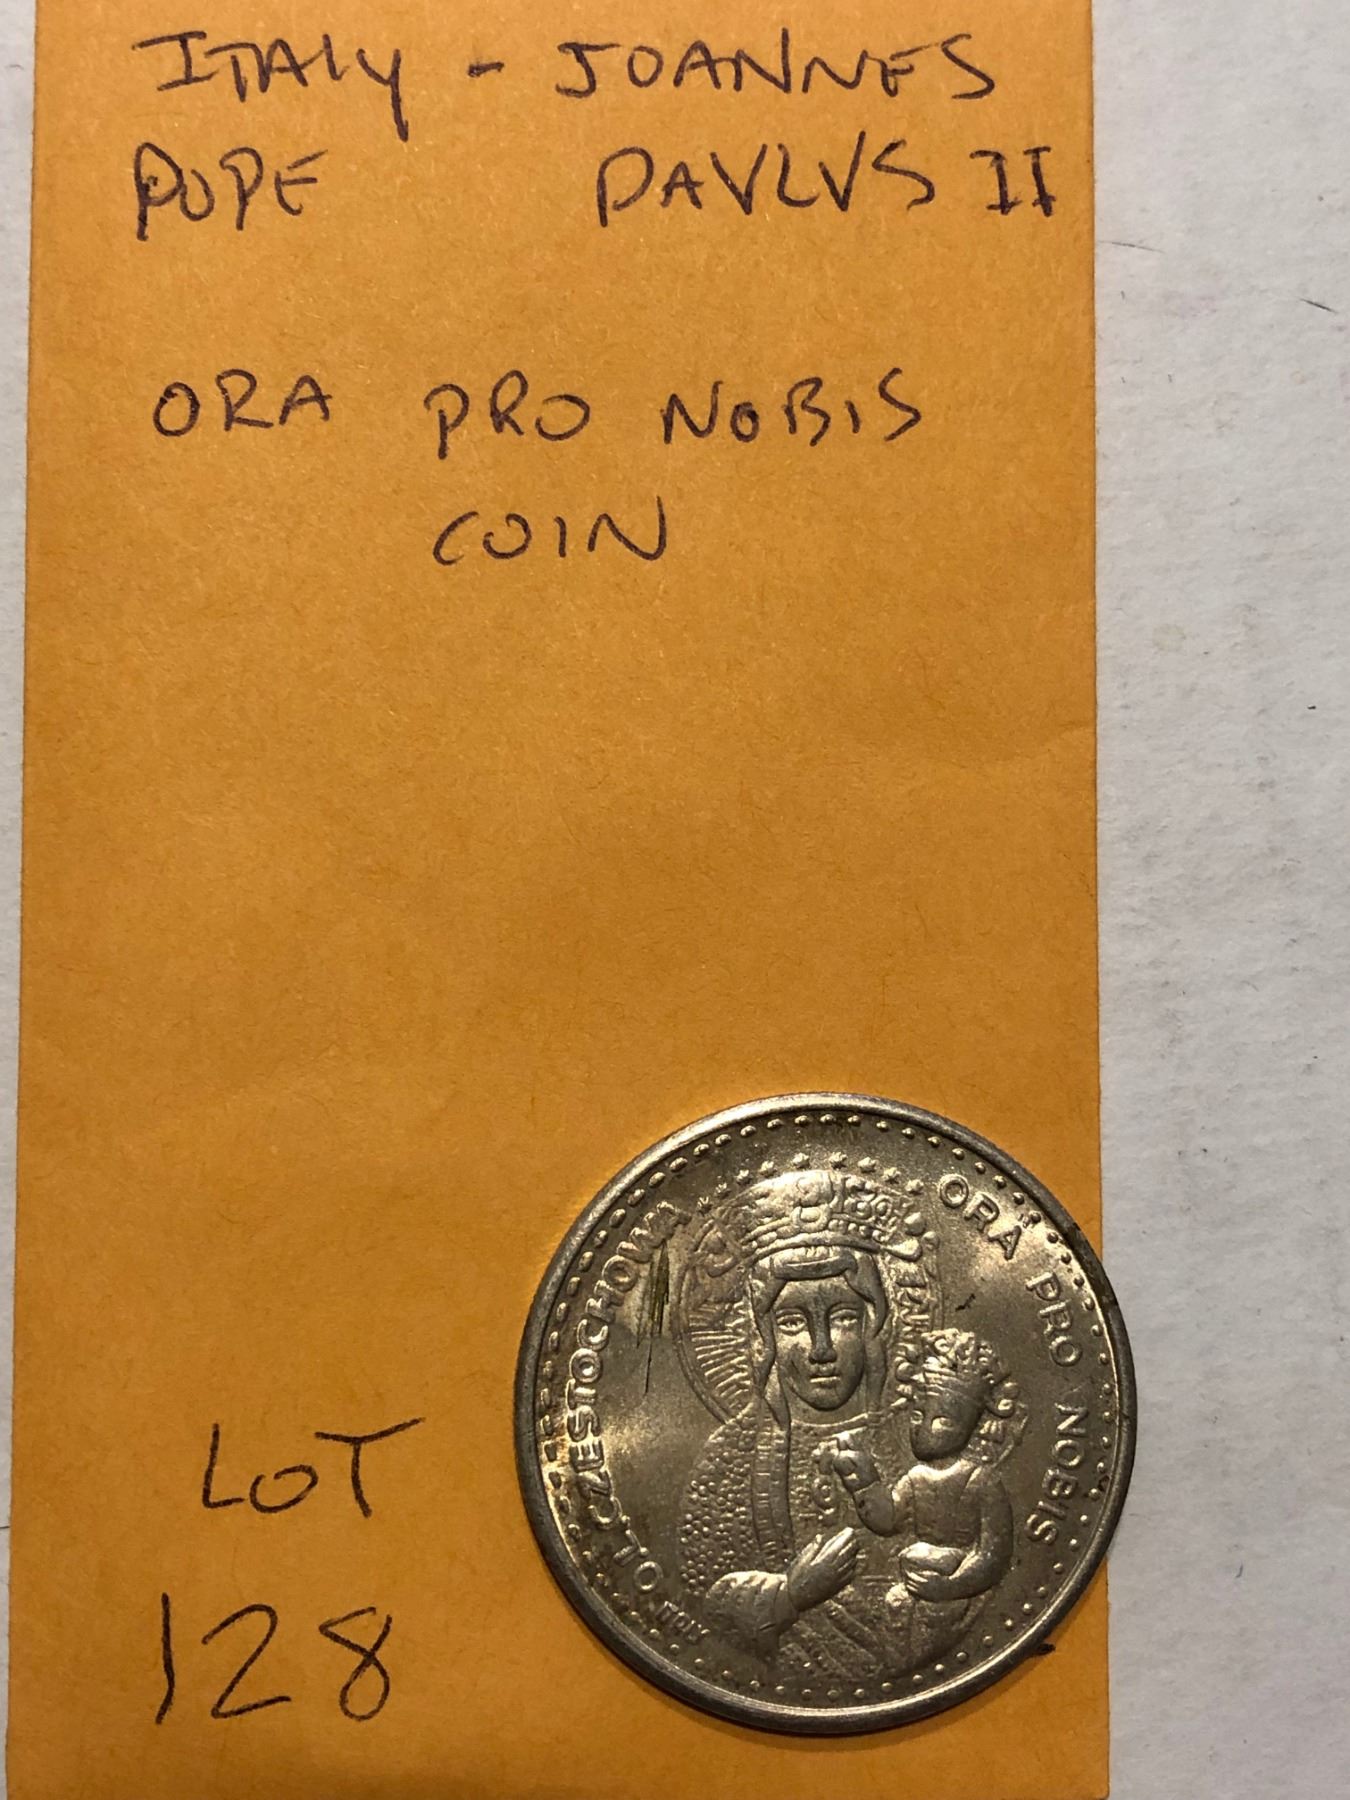 ITALY - JOANNES
POPE PAVLVS II
ORA PRO NOBIS
COIN
LOT
128
O.L. CZESTOCHOWA
ORA PRO NOBIS